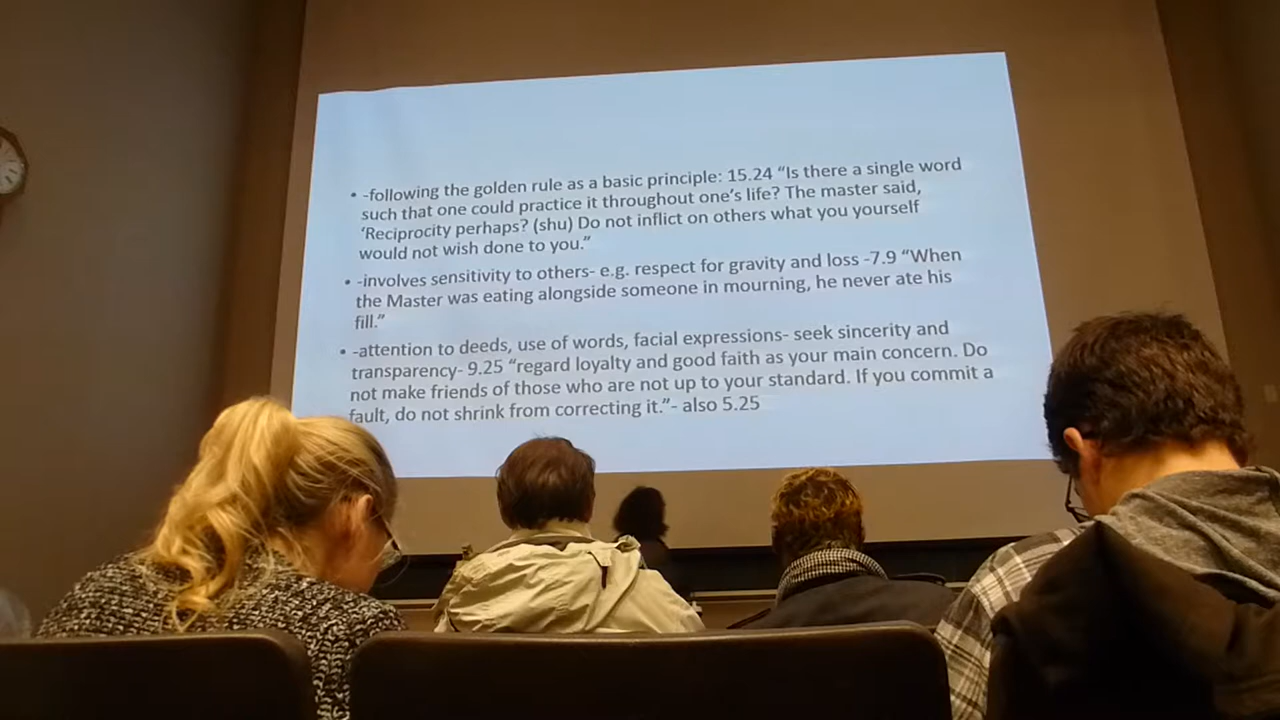 • -following the golden rule as a basic principle: 15.24 “Is there a single word
such that one could practice it throughout one’s life? The master said,
‘Reciprocity perhaps? (shu) Do not inflict on others what you yourself
would not wish done to you.”
• -involves sensitivity to others- e.g. respect for gravity and loss -7.9 “When
the Master was eating alongside someone in mourning, he never ate his
fill.”
• -attention to deeds, use of words, facial expressions- seek sincerity and
transparency- 9.25 “regard loyalty and good faith as your main concern. Do
not make friends of those who are not up to your standard. If you commit a
fault, do not shrink from correcting it.”- also 5.25